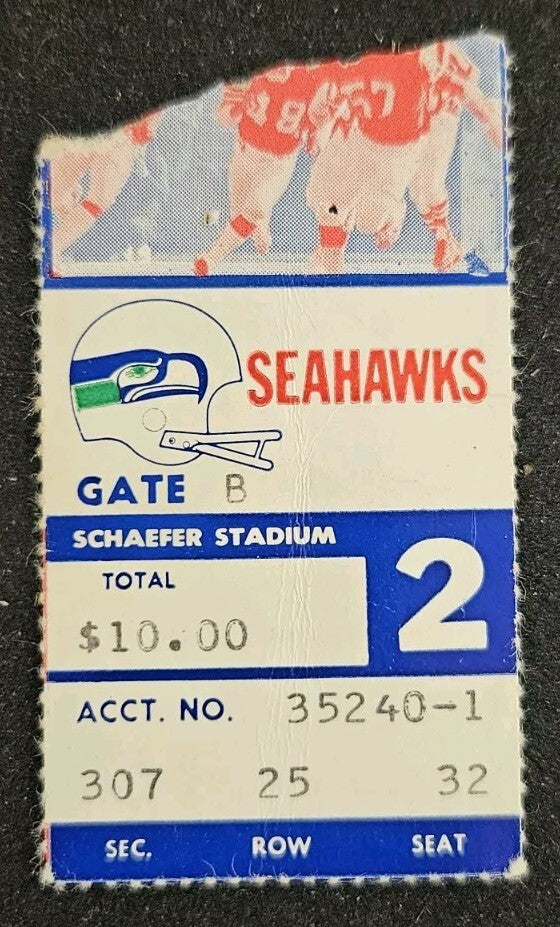 SEAHAWKS
GATE B
SCHAEFER STADIUM
2
TOTAL
$10.00
ACCT. NO. 35240-1
307 25 32
SEC. ROW SEAT